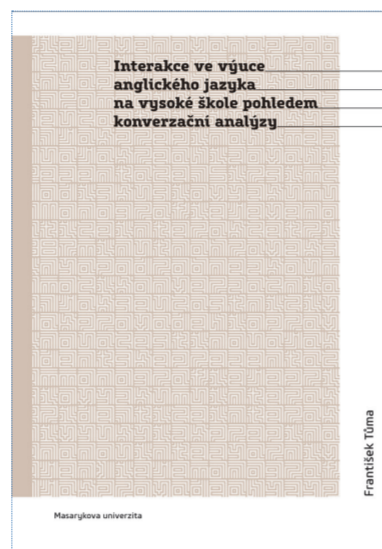 Interakce ve výuce
anglického jazyka
na vysoké škole pohledem
konverzační analýzy
František Tůma
Masarykova univerzita